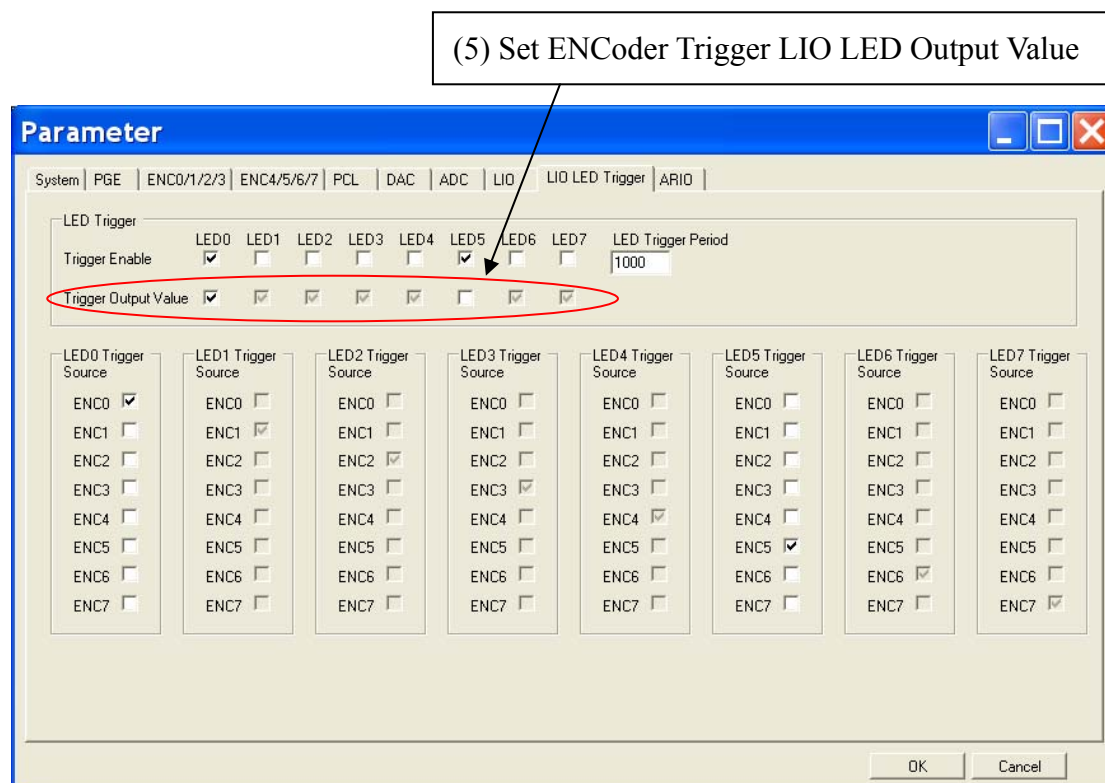 (5) Set ENCoder Trigger LIO LED Output Value
Parameter
System PGE ENC0/1/2/3 ENC4/5/6/7 PCL DAC ADC LIO LIO LED Trigger ARIO
LED Trigger
LED0 LED1 LED2 LED3 LED4 LED5 LED6 LED7 LED Trigger Period
Trigger Enable 1000
Trigger Output Value
LED0 Trigger LED1 Trigger LED2 Trigger LED3 Trigger LED4 Trigger LED5 Trigger LED6 Trigger LED7 Trigger
Source Source Source Source Source Source Source Source
ENC0 ENC0 ENC0 ENC0 ENC0 ENC0 ENC0 ENC0
ENC1 ENC1 ENC1 ENC1 ENC1 ENC1 ENC1 ENC1
ENC2 ENC2 ENC2 ENC2 ENC2 ENC2 ENC2 ENC2
ENC3 ENC3 ENC3 ENC3 ENC3 ENC3 ENC3 ENC3
ENC4 ENC4 ENC4 ENC4 ENC4 ENC4 ENC4 ENC4
ENC5 ENC5 ENC5 ENC5 ENC5 ENC5 ENC5 ENC5
ENC6 ENC6 ENC6 ENC6 ENC6 ENC6 ENC6 ENC6
ENC7 ENC7 ENC7 ENC7 ENC7 ENC7 ENC7 ENC7
OK Cancel